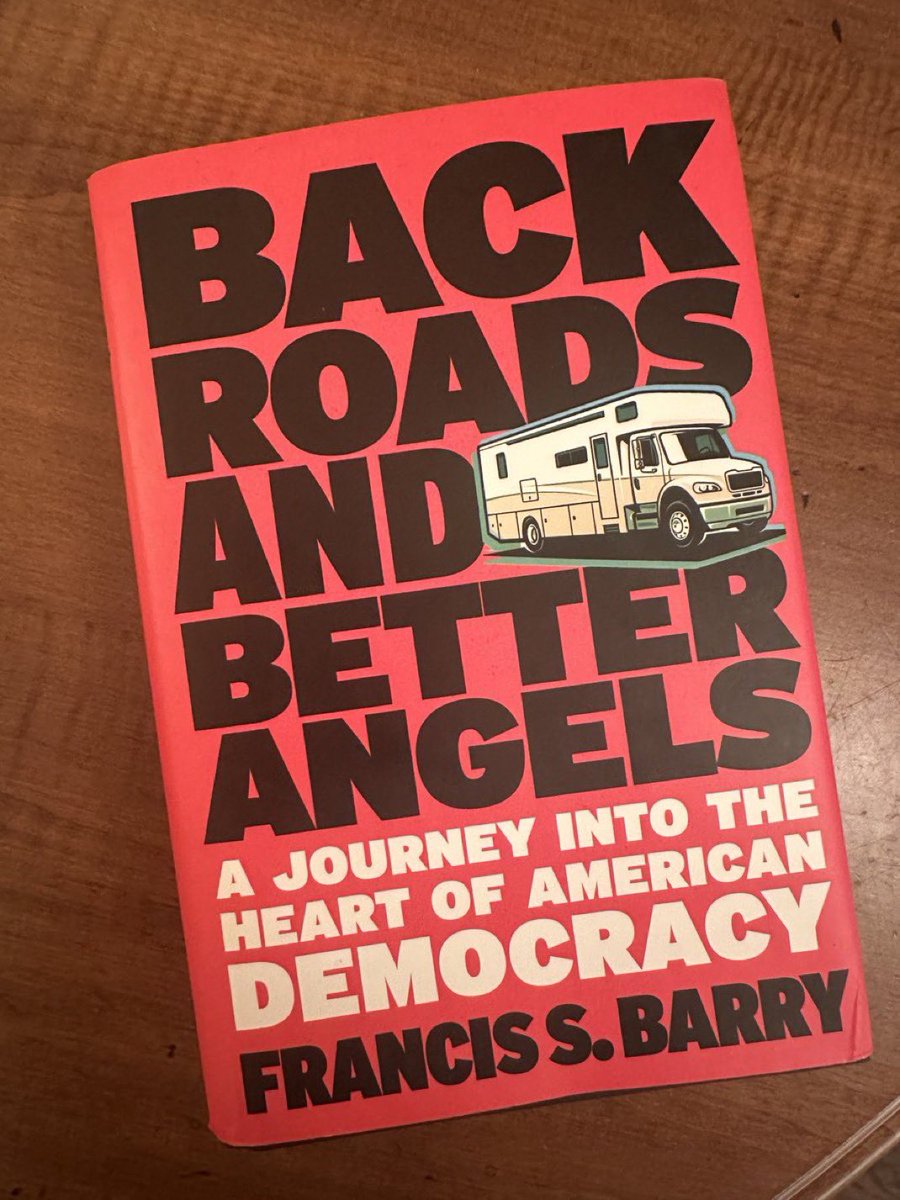 BACK
ROADS
AND
BETTER
ANGELS
A JOURNEY INTO THE
HEART OF AMERICAN
DEMOCRACY
FRANCIS S. BARRY